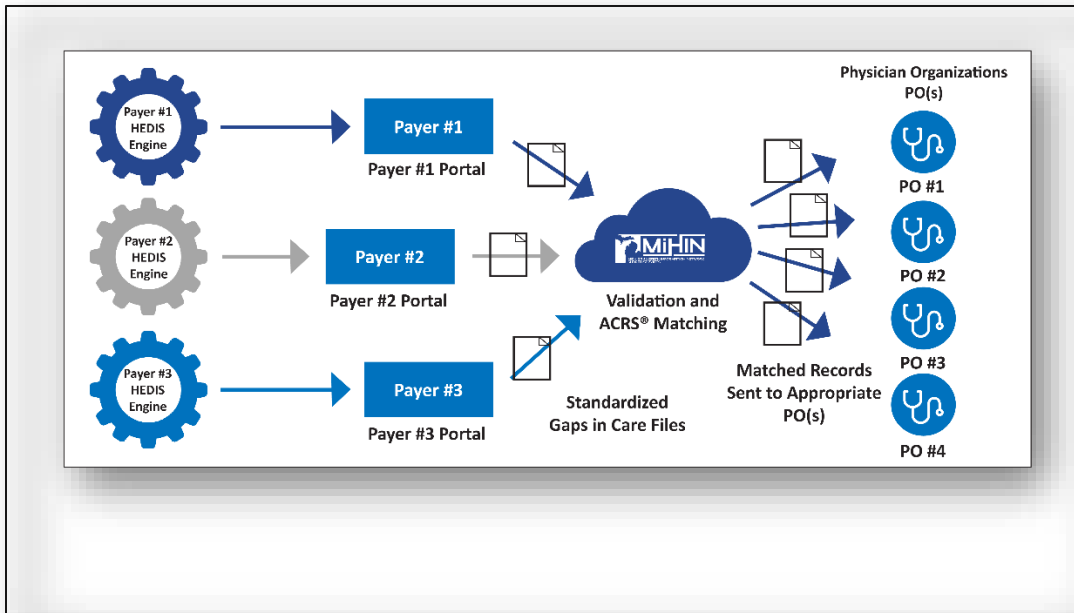 Payer #1
HEDIS
Engine
Payer #1
Payer #1 Portal
Payer #2
HEDIS
Engine
Payer #2
Payer #2 Portal
Payer #3
HEDIS
Engine
Payer #3
Payer #3 Portal
MiHIN
Validation and
ACRS® Matching
Standardized
Gaps in Care Files
Matched Records
Sent to Appropriate
PO(s)
Physician Organizations
PO(s)
PO #1
PO #2
PO #3
PO #4